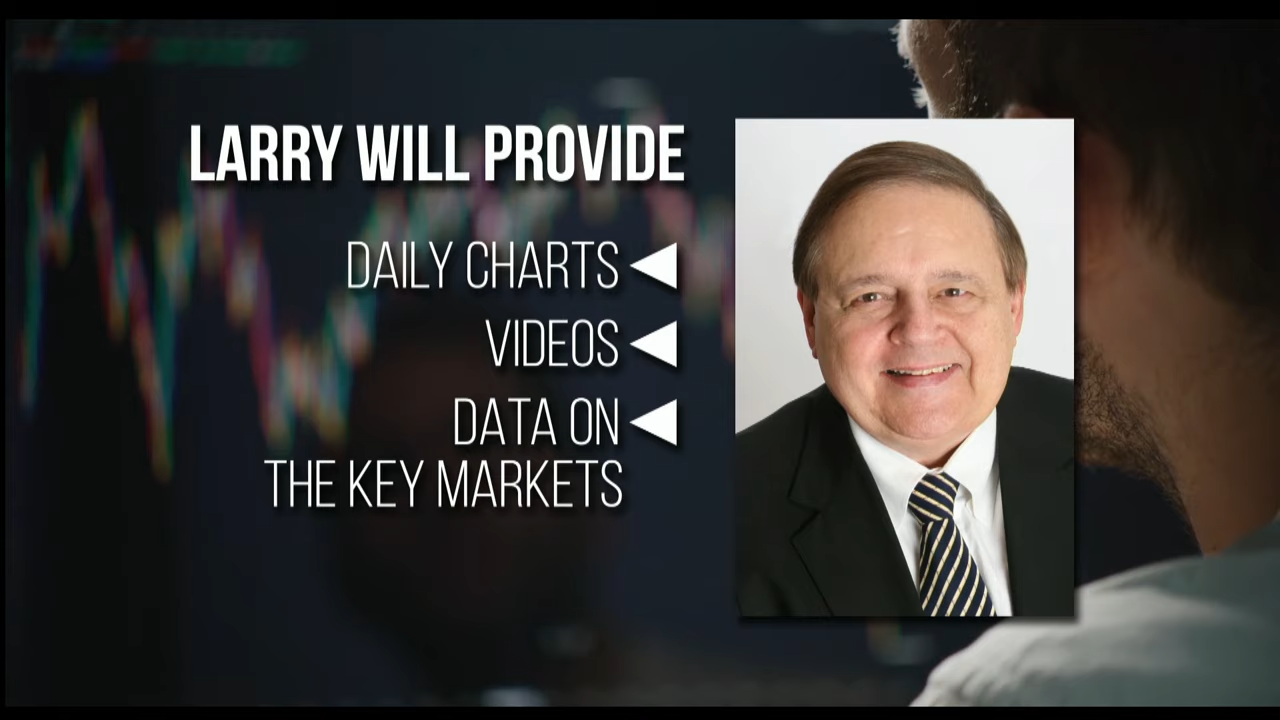 LARRY WILL PROVIDE
DAILY CHARTS
VIDEOS
DATA ON
THE KEY MARKETS